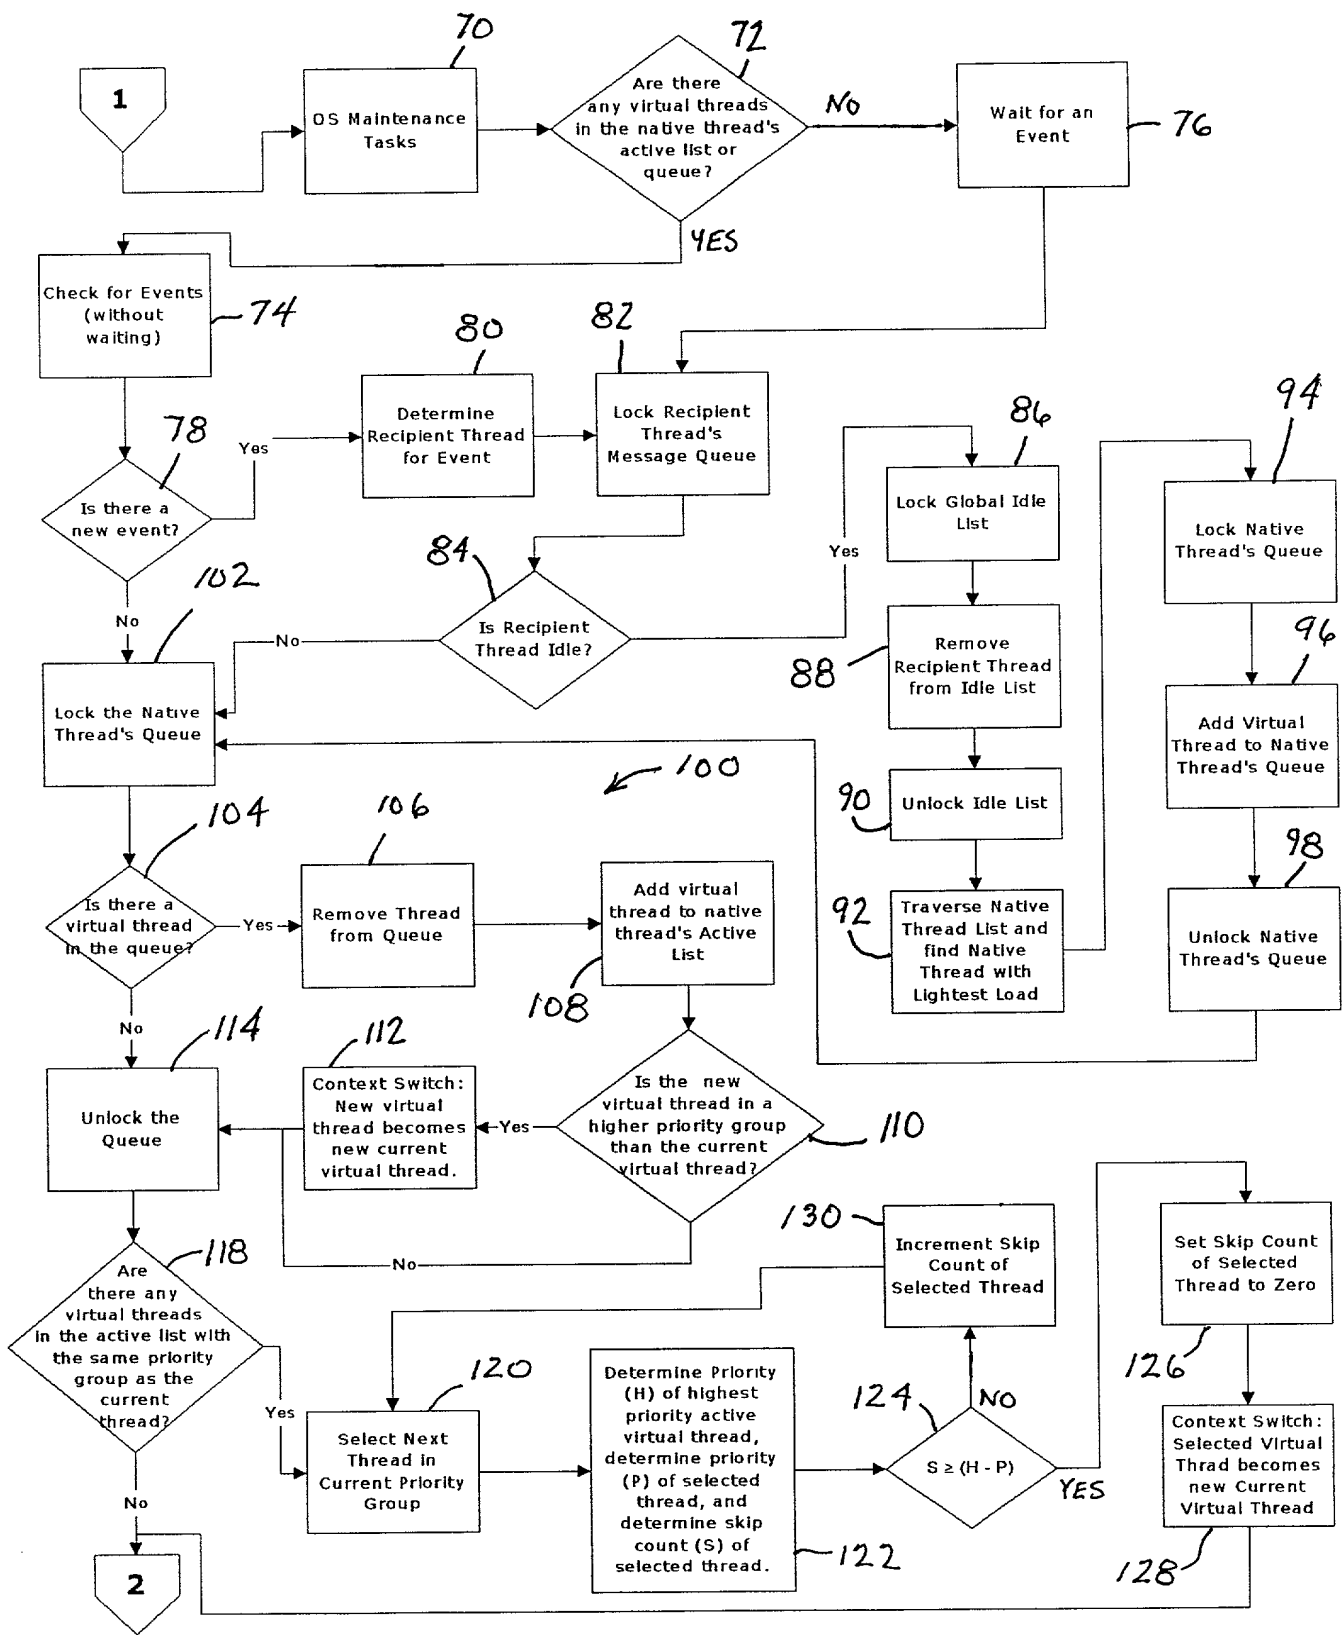 70
72
1
OS Maintenance
Tasks
Are there
any virtual threads
in the native thread's
active list or
queue?
NO
Wait for an
Event
76
YES
Check for Events
(without
waiting)
74
80
82
Determine
Recipient Thread
for Event
Lock Recipient
Thread's
Message Queue
78
Yes
Is there a
new event?
86
94
Lock Global Idle
List
Lock Native
Thread's Queue
84
Yes
102
No
Is Recipient
Thread Idle?
No
88
Remove
Recipient Thread
from Idle List
96
Lock the Native
Thread's Queue
Add Virtual
Thread to Native
Thread's Queue
100
90
Unlock Idle List
104
106
98
Is there a
virtual thread
in the queue?
Yes
Remove Thread
from Queue
Add virtual
thread to native
thread's Active
List
108
92
Traverse Native
Thread List and
find Native
Thread with
Lightest Load
Unlock Native
Thread's Queue
No
114
112
Unlock the
Queue
Context Switch:
New virtual
thread becomes
new current
virtual thread.
Yes
Is the new
virtual thread in a
higher priority group
than the current
virtual thread?
110
No
118
Are
there any
virtual threads
in the active list with
the same priority
group as the
current
thread?
130
Increment Skip
Count of
Selected Thread
Set Skip Count
of Selected
Thread to Zero
126
Yes
120
Select Next
Thread in
Current Priority
Group
Determine Priority
(H) of highest
priority active
virtual thread,
determine priority
(P) of selected
thread, and
determine skip
count (S) of
selected thread.
122
124
NO
S ≥ (H - P)
YES
Context Switch:
Selected Virtual
Thrad becomes
new Current
Virtual Thread
128
No
2